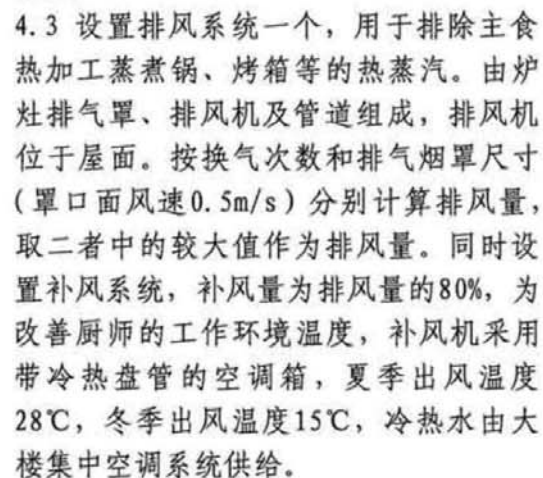 4.3 设置排风系统一个，用于排除主食
热加工蒸煮锅、烤箱等的热蒸汽。由炉
灶排气罩、排风机及管道组成，排风机
位于屋面。按换气次数和排气烟罩尺寸
(罩口面风速0.5m/s)分别计算排风量，
取二者中的较大值作为排风量。同时设
置补风系统，补风量为排风量的80%，为
改善厨师的工作环境温度，补风机采用
带冷热盘管的空调箱，夏季出风温度
28℃，冬季出风温度15℃，冷热水由大
楼集中空调系统供给。